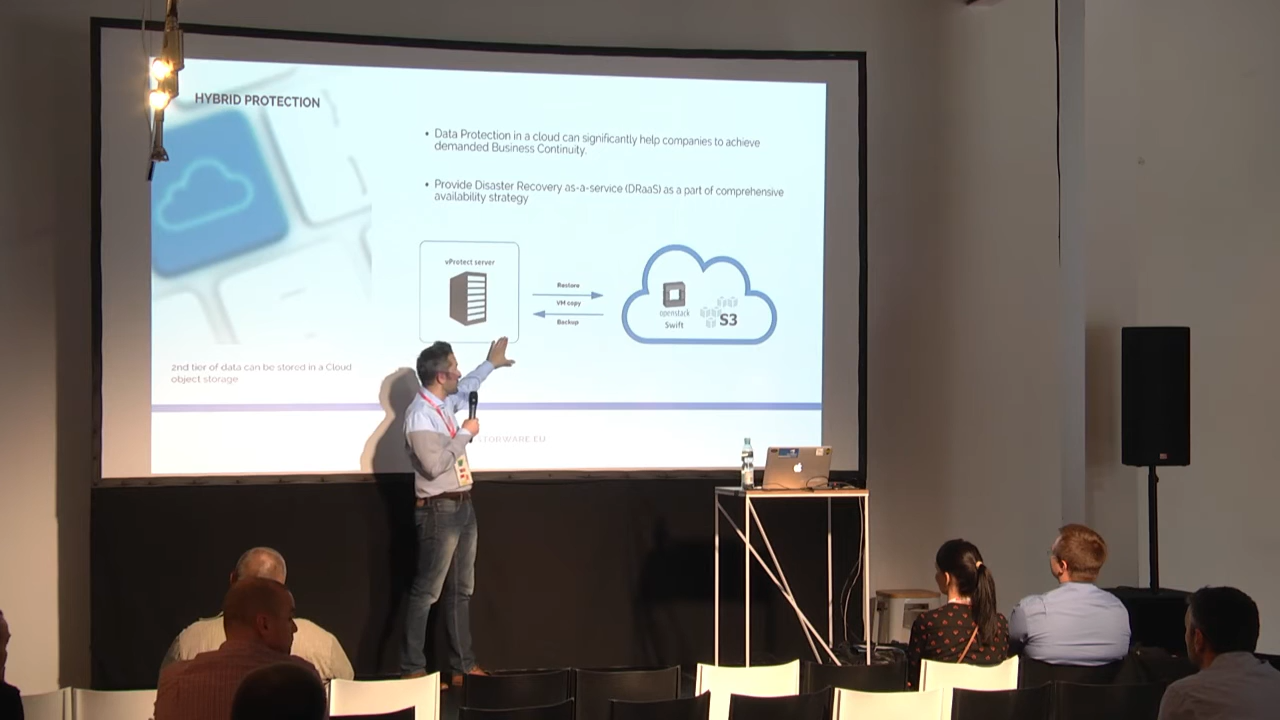 HYBRID PROTECTION
• Data Protection in a cloud can significantly help companies to achieve
demanded Business Continuity.
• Provide Disaster Recovery as-a-service (DRaaS) as a part of comprehensive
availability strategy
vProtect server
Restore
VM copy
Backup
openstack
Swift
S3
2nd tier of data can be stored in a Cloud
object storage
STORWARE.EU